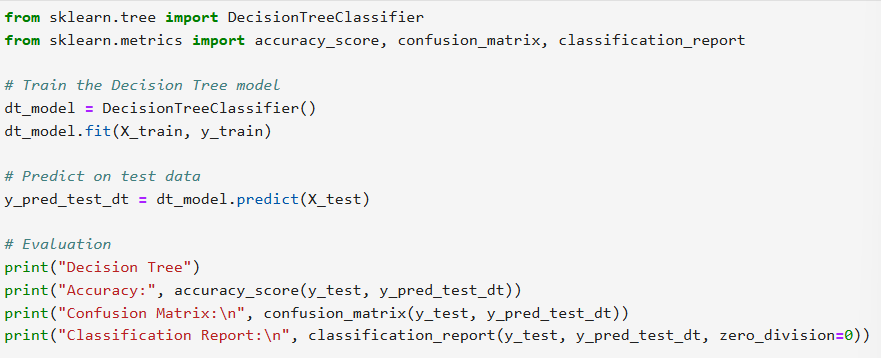 from sklearn.tree import DecisionTreeClassifier
from sklearn.metrics import accuracy_score, confusion_matrix, classification_report
# Train the Decision Tree model
dt_model = DecisionTreeClassifier()
dt_model.fit(X_train, y_train)
# Predict on test data
y_pred_test_dt = dt_model.predict(X_test)
# Evaluation
print("Decision Tree")
print("Accuracy:", accuracy_score(y_test, y_pred_test_dt))
print("Confusion Matrix:\n", confusion_matrix(y_test, y_pred_test_dt))
print("Classification Report:\n", classification_report(y_test, y_pred_test_dt, zero_division=0))